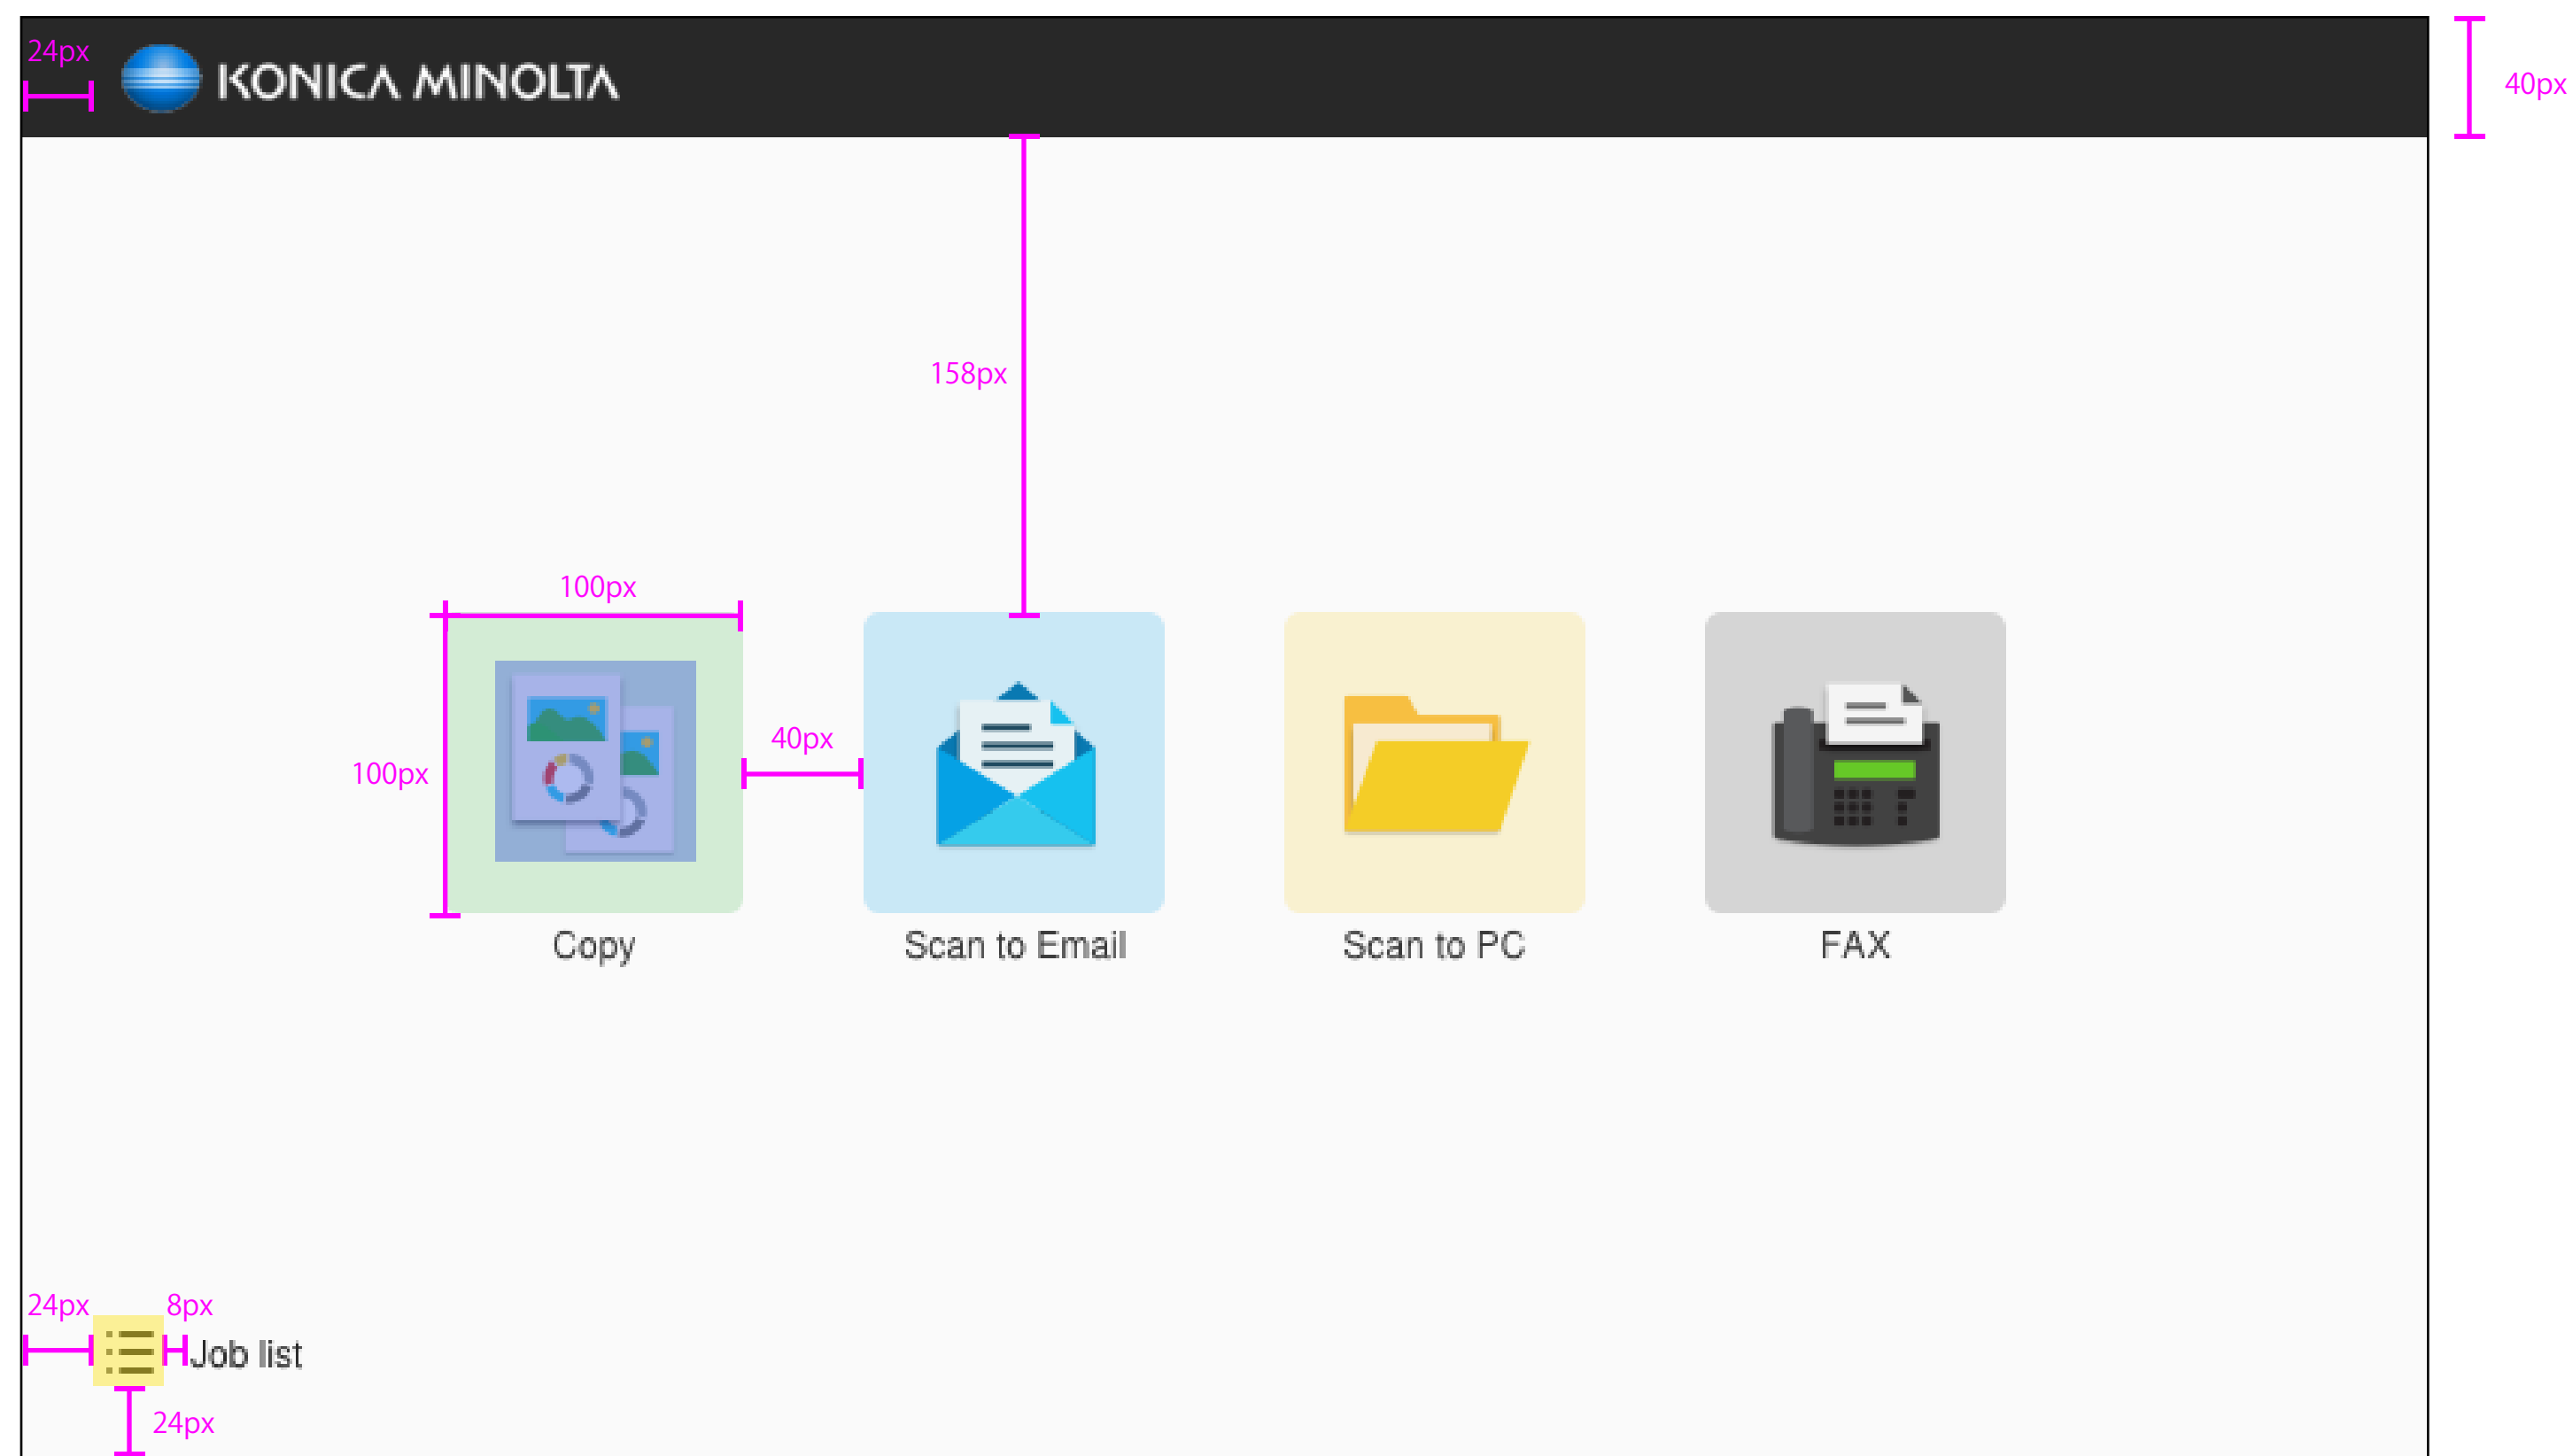 24px
KONICA MINOLTA
40px
158px
100px
100px
40px
Copy
Scan to Email
Scan to PC
FAX
24px
8px
Job list
24px